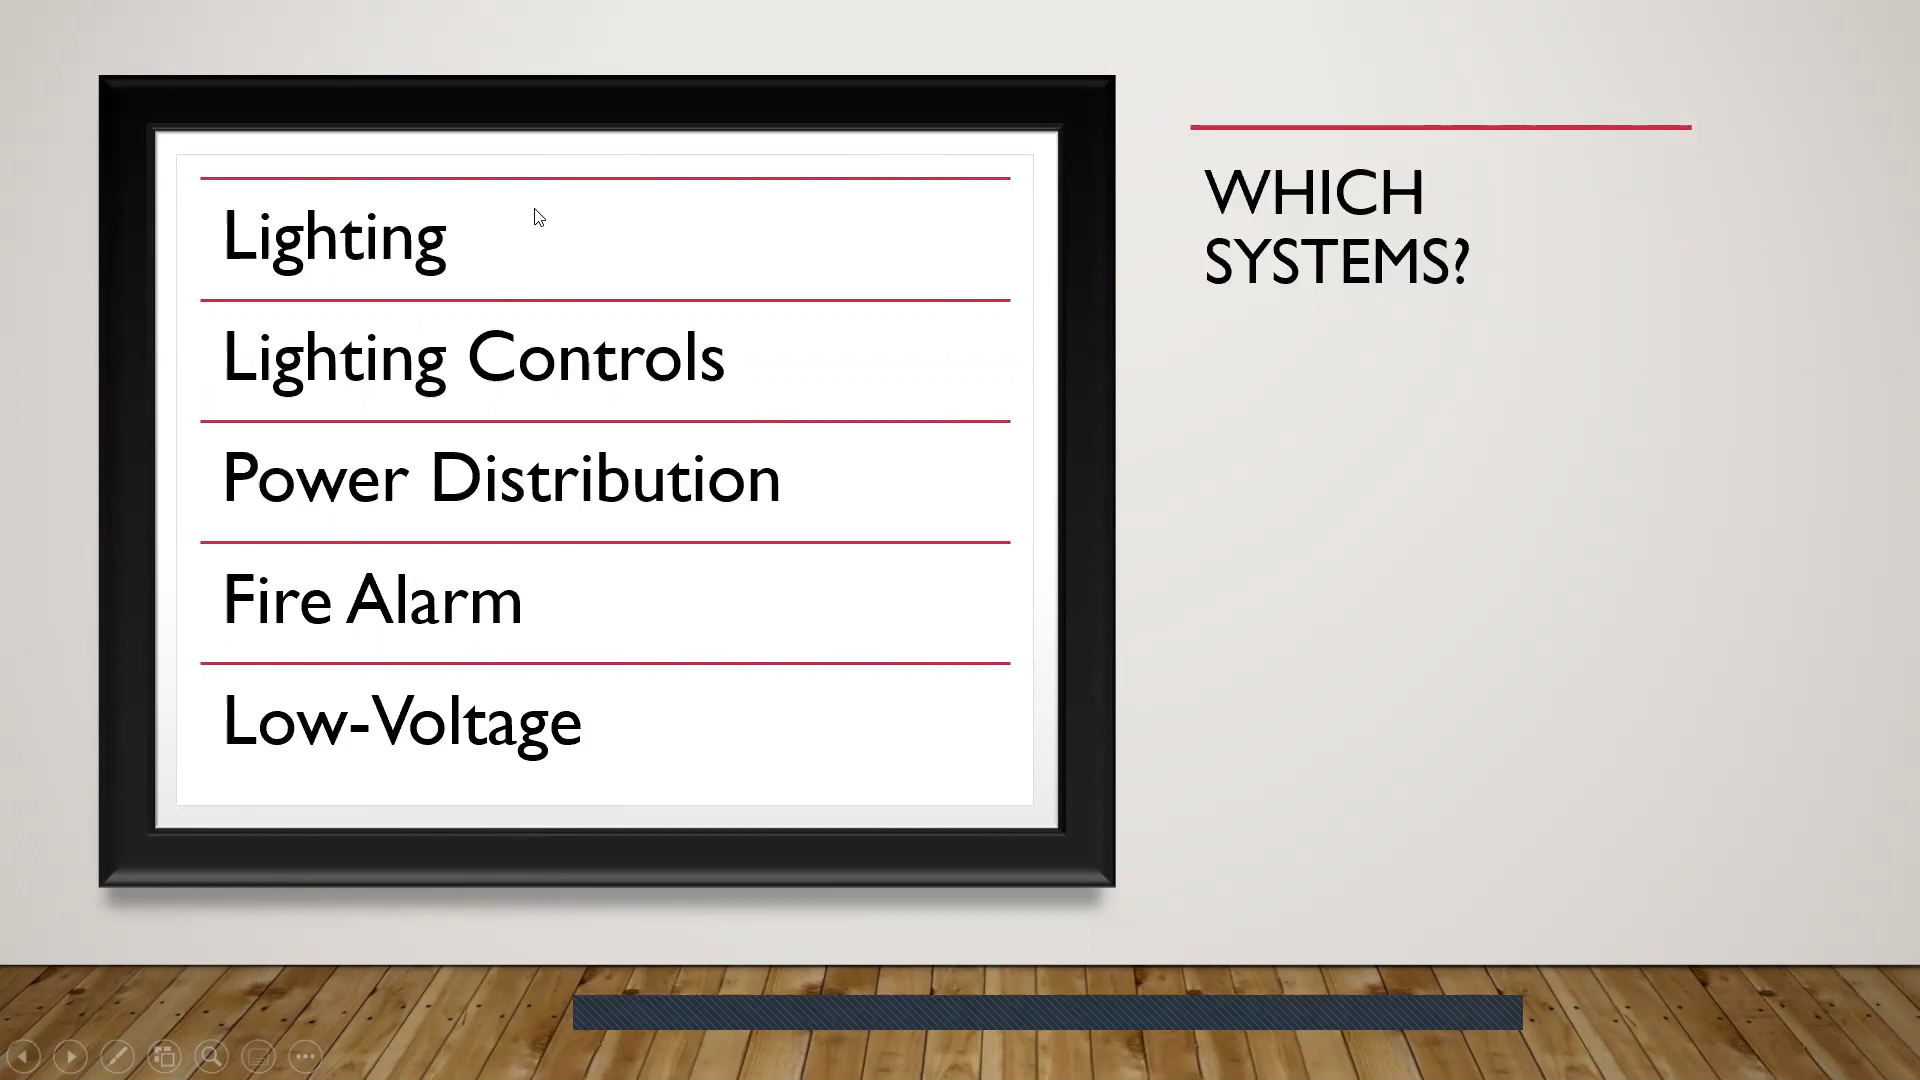 WHICH
SYSTEMS?
Lighting
Lighting Controls
Power Distribution
Fire Alarm
Low-Voltage